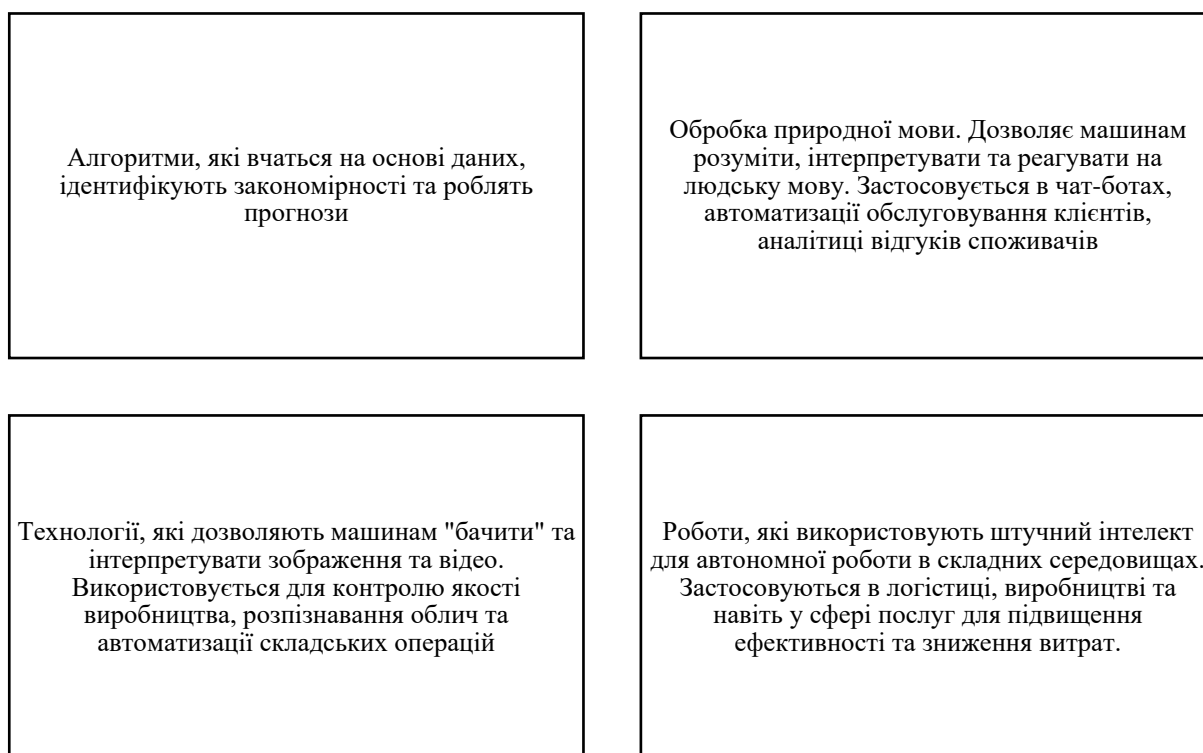 Алгоритми, які вчаться на основі даних,
ідентифікують закономірності та роблять
прогнози
Обробка природної мови. Дозволяє машинам
розуміти, інтерпретувати та реагувати на
людську мову. Застосовується в чат-ботах,
автоматизації обслуговування клієнтів,
аналітиці відгуків споживачів
Технології, які дозволяють машинам "бачити" та
інтерпретувати зображення та відео.
Використовується для контролю якості
виробництва, розпізнавання облич та
автоматизації складських операцій
Роботи, які використовують штучний інтелект
для автономної роботи в складних середовищах.
Застосовуються в логістиці, виробництві та
навіть у сфері послуг для підвищення
ефективності та зниження витрат.